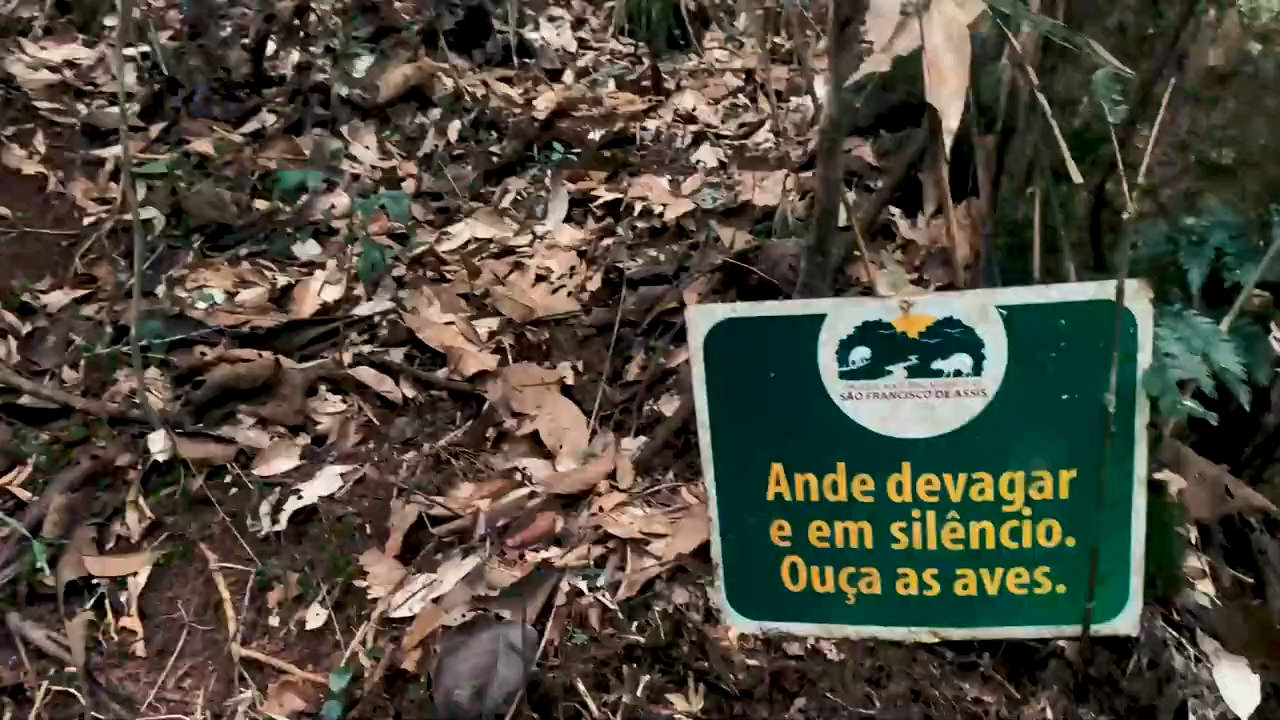 SÃO FRANCISCO DE ASSIS
Ande devagar
e em silêncio.
Ouça as aves.